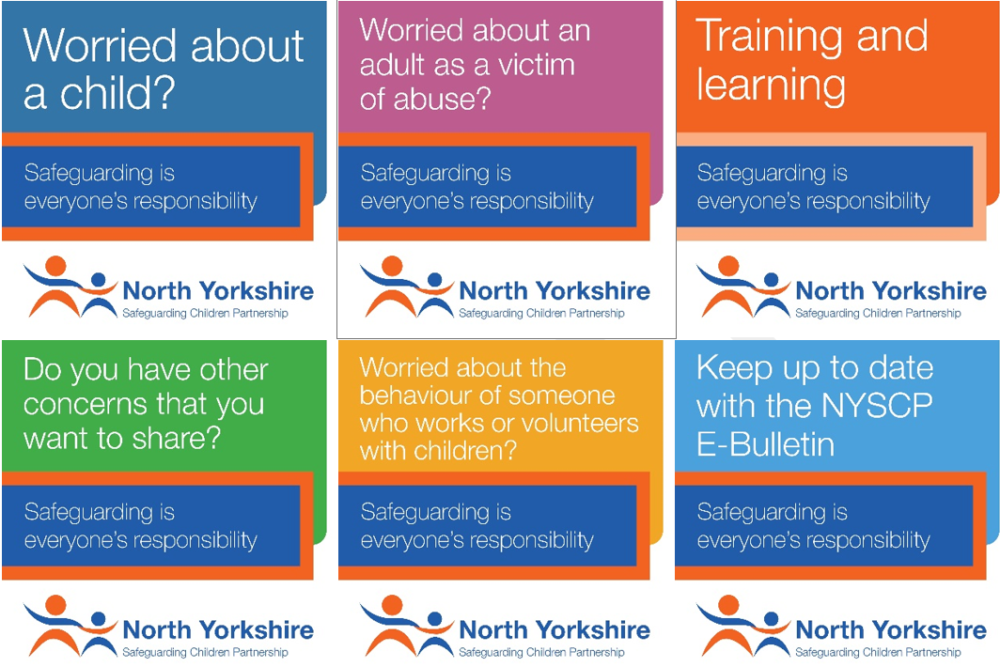 Worried about
a child?
Safeguarding is
everyone's responsibility
North Yorkshire
Safeguarding Children Partnership
Worried about an
adult as a victim
of abuse?
Safeguarding is
everyone's responsibility
North Yorkshire
Safeguarding Children Partnership
Training and
learning
Safeguarding is
everyone's responsibility
North Yorkshire
Safeguarding Children Partnership
Do you have other
concerns that you
want to share?
Safeguarding is
everyone's responsibility
North Yorkshire
Safeguarding Children Partnership
Worried about the
behaviour of someone
who works or volunteers
with children?
Safeguarding is
everyone's responsibility
North Yorkshire
Safeguarding Children Partnership
Keep up to date
with the NYSCP
E-Bulletin
Safeguarding is
everyone's responsibility
North Yorkshire
Safeguarding Children Partnership